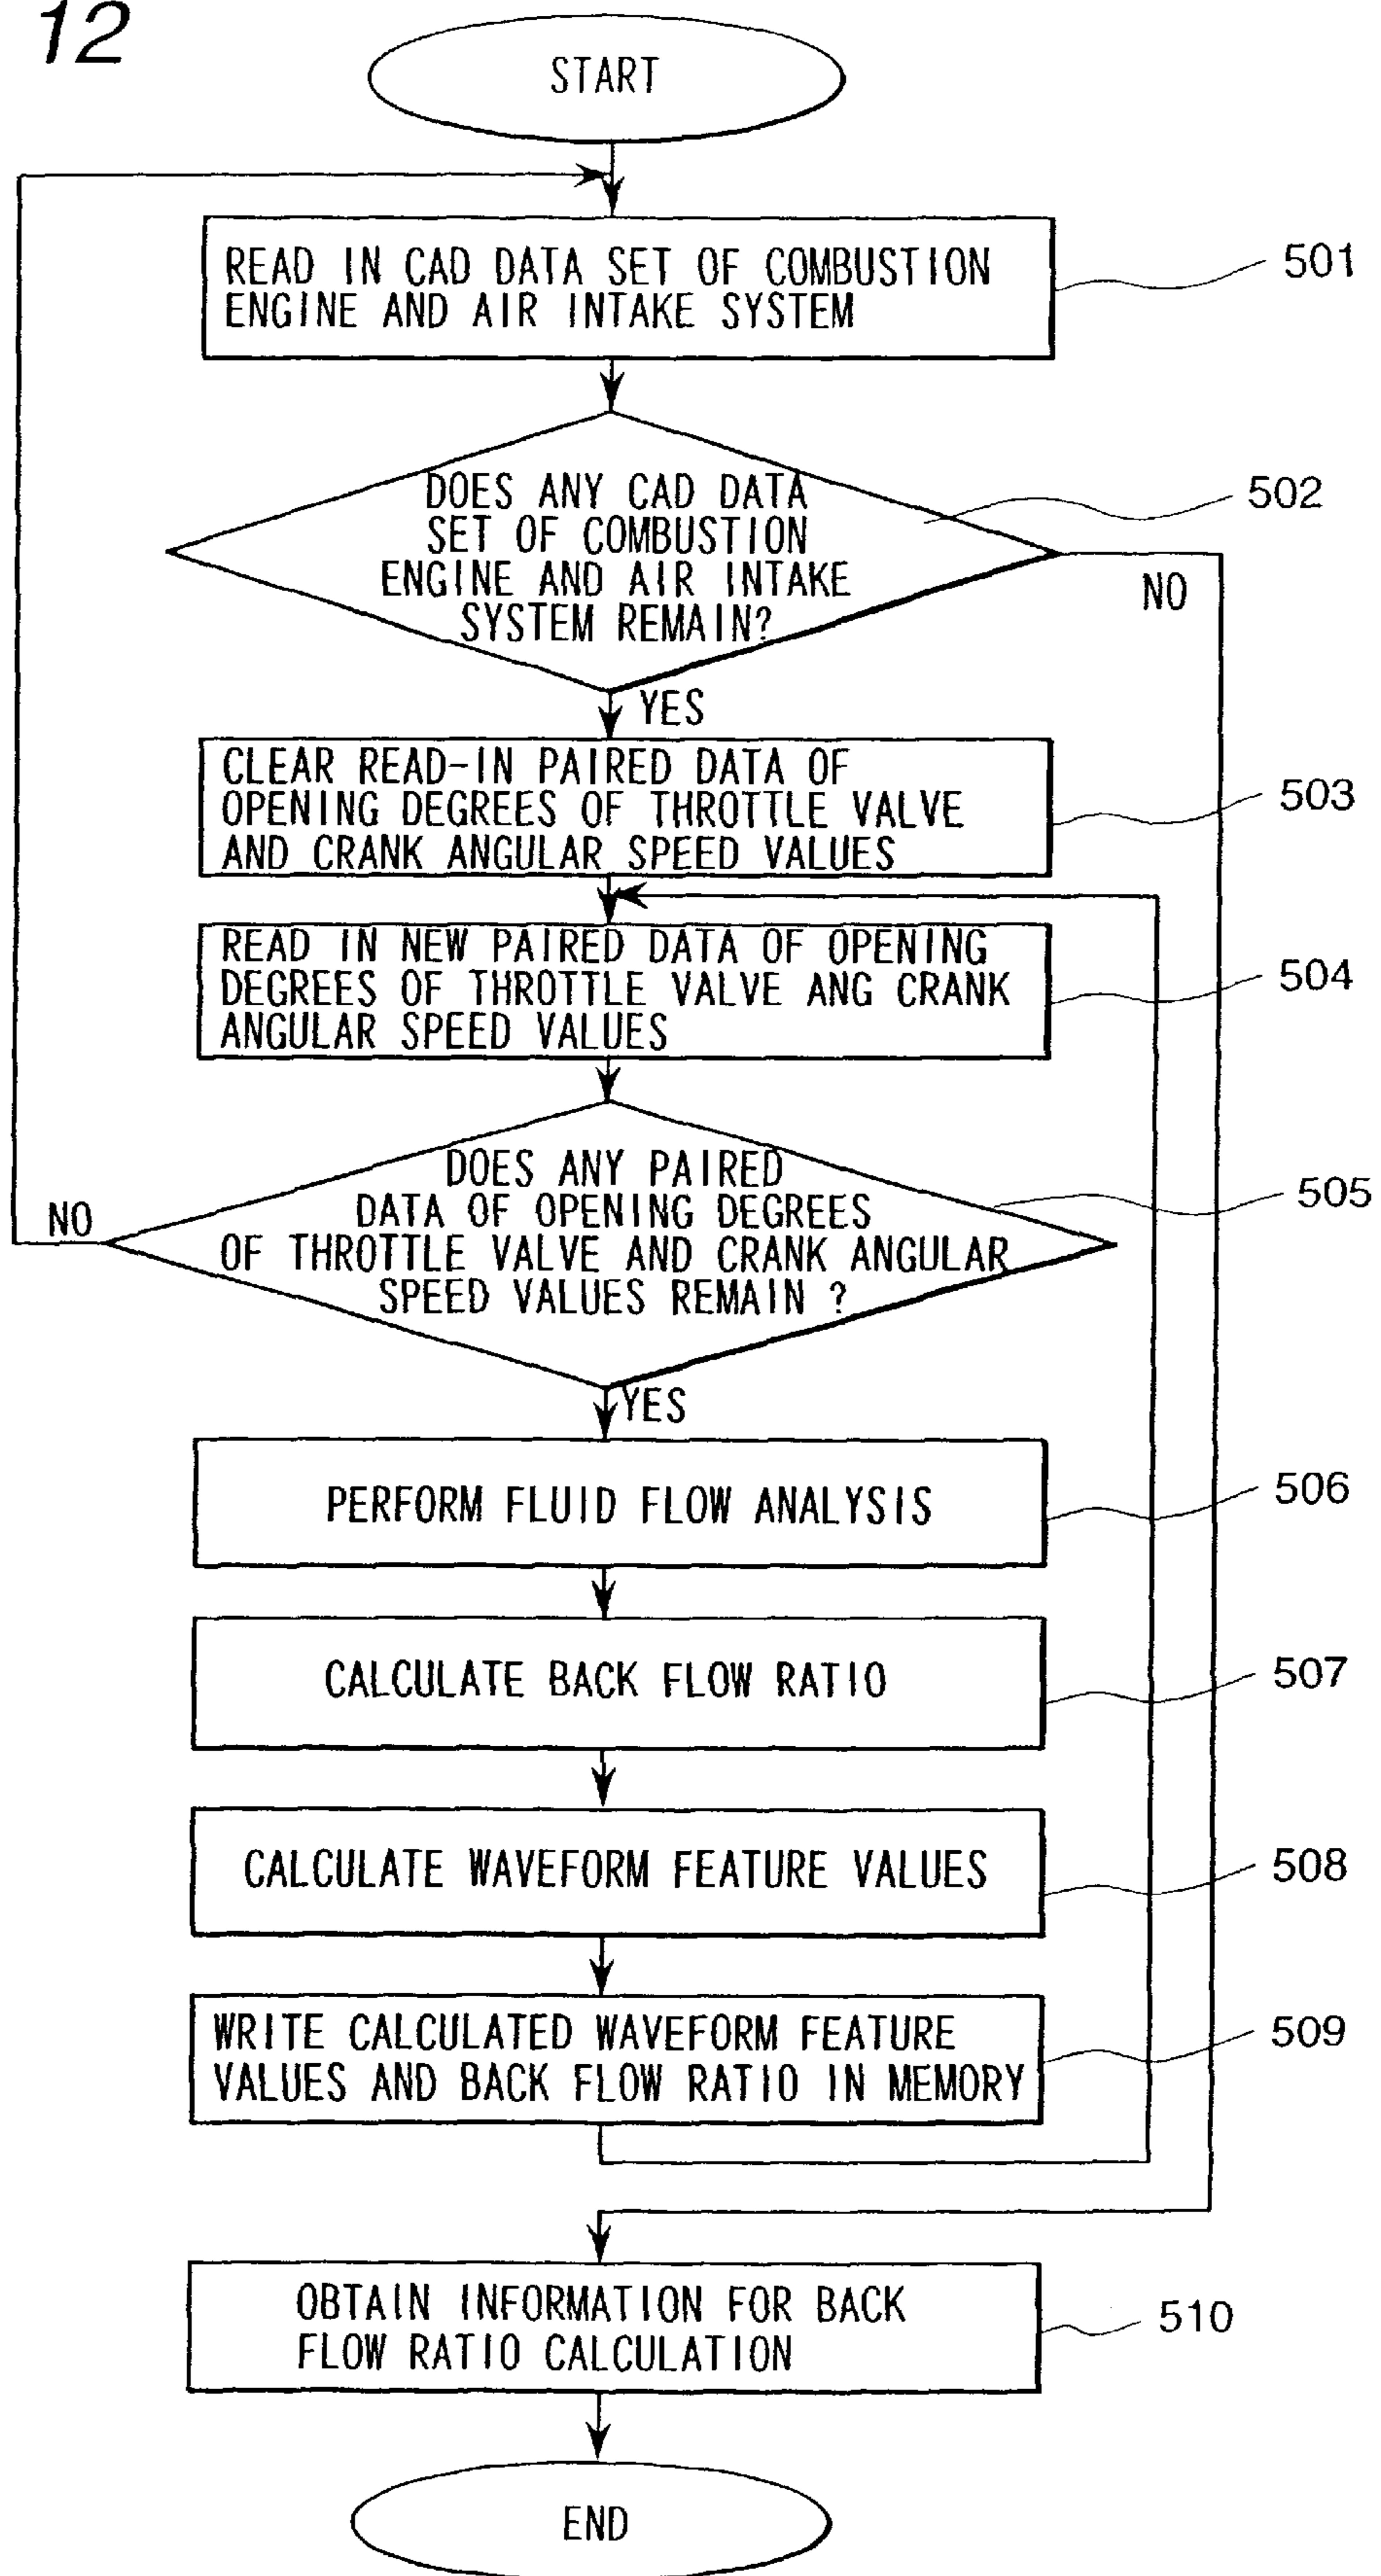 12
START
READ IN CAD DATA SET OF COMBUSTION
ENGINE AND AIR INTAKE SYSTEM
501
DOES ANY CAD DATA
SET OF COMBUSTION
ENGINE AND AIR INTAKE
SYSTEM REMAIN?
502
NO
YES
CLEAR READ-IN PAIRED DATA OF
OPENING DEGREES OF THROTTLE VALVE
AND CRANK ANGULAR SPEED VALUES
503
READ IN NEW PAIRED DATA OF OPENING
DEGREES OF THROTTLE VALVE ANG CRANK
ANGULAR SPEED VALUES
504
DOES ANY PAIRED
DATA OF OPENING DEGREES
OF THROTTLE VALVE AND CRANK ANGULAR
SPEED VALUES REMAIN ?
505
NO
YES
PERFORM FLUID FLOW ANALYSIS
506
CALCULATE BACK FLOW RATIO
507
CALCULATE WAVEFORM FEATURE VALUES
508
WRITE CALCULATED WAVEFORM FEATURE
VALUES AND BACK FLOW RATIO IN MEMORY
509
OBTAIN INFORMATION FOR BACK
FLOW RATIO CALCULATION
510
END